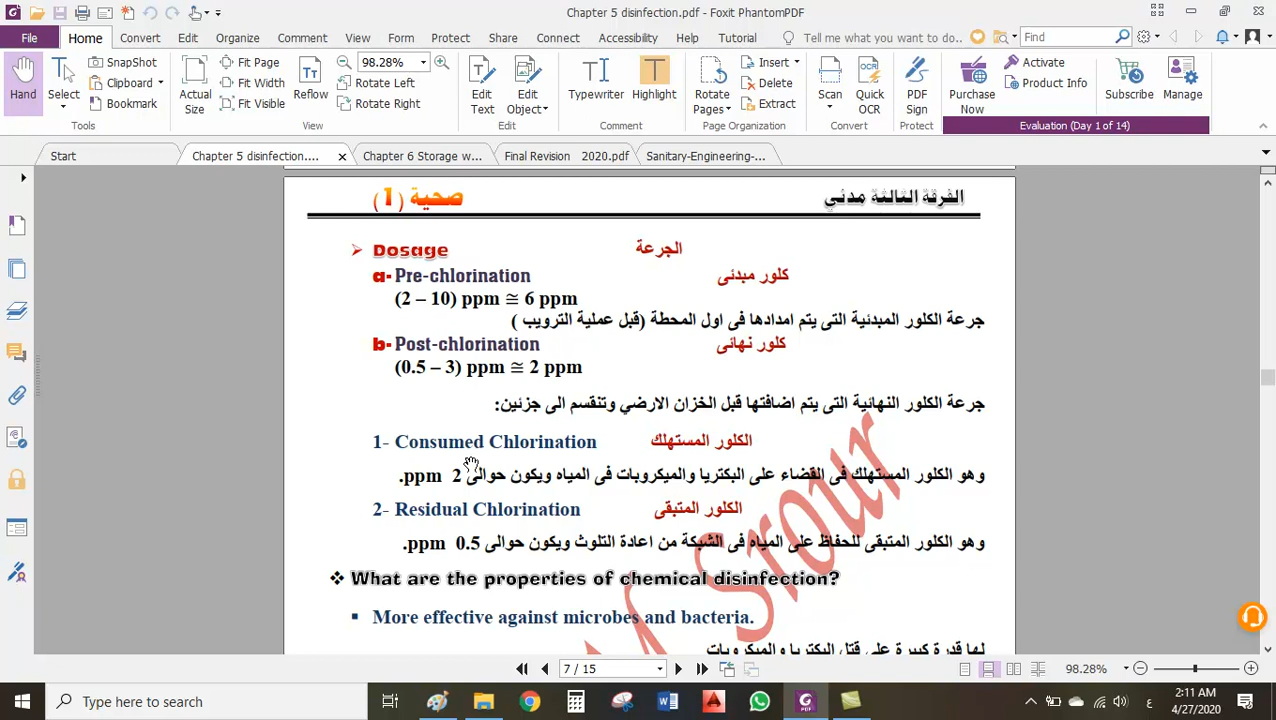 Chapter 5 disinfection.pdf - Foxit PhantomPDF
File Home Convert Edit Organize Comment View Form Protect Share Connect Accessibility Help Tutorial Tell me what you want to do.. Find
Hand
Select
SnapShot
Clipboard
Bookmark
Tools
Actual Size
Fit Page
Fit Width
Fit Visible
Reflow
98.28%
Rotate Left
Rotate Right
View
Edit Text
Edit Object
Edit
Typewriter
Highlight
Comment
Rotate Pages
Insert
Delete
Extract
Page Organization
Scan
Quick OCR
Convert
PDF Sign
Protect
Purchase Now
Activate
Product Info
Subscribe
Manage
Evaluation (Day 1 of 14)
Start
Chapter 5 disinfection....
Chapter 6 Storage w...
Final Revision 2020.pdf
Sanitary-Engineering-...
الفرقة الثالثة مدني
صحية (1)
Dosage الجرعة
a- Pre-chlorination كلور مبدئى
(2 – 10) ppm ≅ 6 ppm
جرعة الكلور المبدئية التى يتم امدادها فى اول المحطة (قبل عملية الترويب )
b- Post-chlorination كلور نهائى
(0.5 – 3) ppm ≅ 2 ppm
جرعة الكلور النهائية التى يتم اضافتها قبل الخزان الارضي وتنقسم الى جزئين:
1- Consumed Chlorination الكلور المستهلك
وهو الكلور المستهلك فى القضاء على البكتريا والميكروبات فى المياه ويكون حوالى 2 ppm.
2- Residual Chlorination الكلور المتبقى
وهو الكلور المتبقى للحفاظ على المياه فى الشبكة من اعادة التلوث ويكون حوالى 0.5 ppm.
What are the properties of chemical disinfection?
More effective against microbes and bacteria.
لها قدرة كبيرة على قتل البكتريا والميكروبات
Srour
7 / 15
98.28%
Type here to search
ع
2:11 AM
4/27/2020